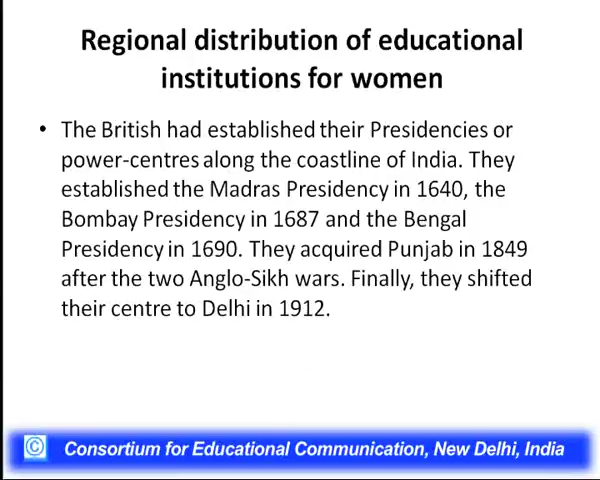 Regional distribution of educational
institutions for women
• The British had established their Presidencies or
power-centres along the coastline of India. They
established the Madras Presidency in 1640, the
Bombay Presidency in 1687 and the Bengal
Presidency in 1690. They acquired Punjab in 1849
after the two Anglo-Sikh wars. Finally, they shifted
their centre to Delhi in 1912.
© Consortium for Educational Communication, New Delhi, India